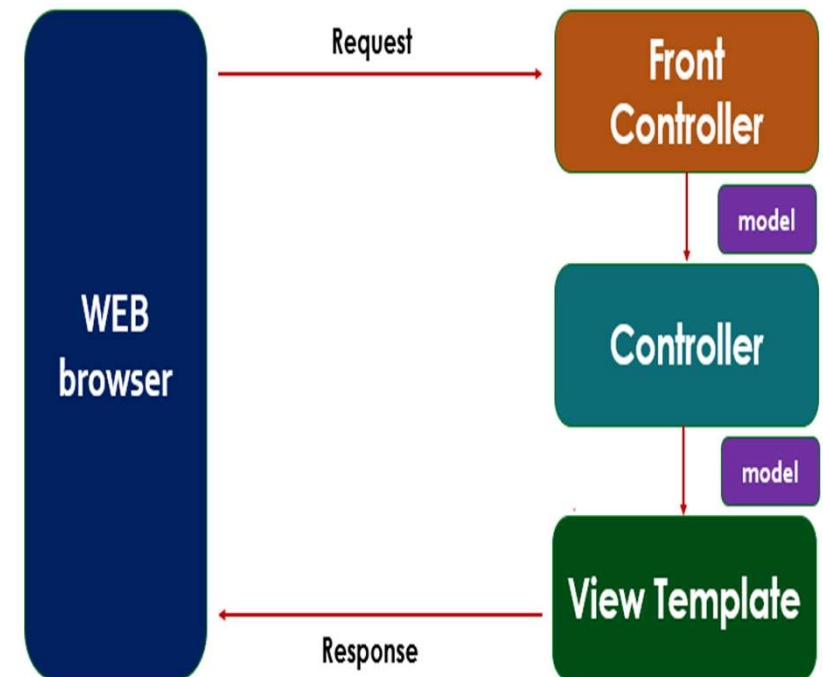 Request
Front
Controller
model
WEB
browser
Controller
model
View Template
Response